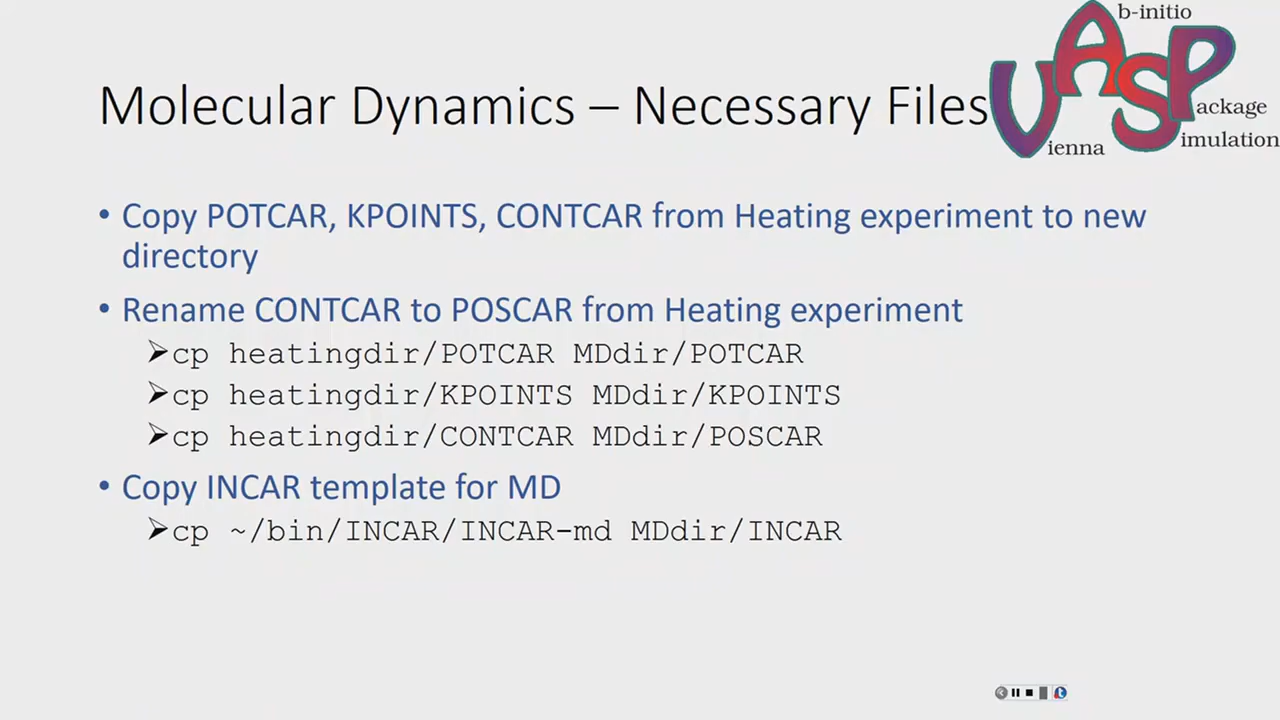 b-initio
VASP
ackage
imulation
ienna
Molecular Dynamics – Necessary Files
• Copy POTCAR, KPOINTS, CONTCAR from Heating experiment to new
directory
• Rename CONTCAR to POSCAR from Heating experiment
➢cp heatingdir/POTCAR MDdir/POTCAR
➢cp heatingdir/KPOINTS MDdir/KPOINTS
➢cp heatingdir/CONTCAR MDdir/POSCAR
• Copy INCAR template for MD
➢cp ~/bin/INCAR/INCAR-md MDdir/INCAR